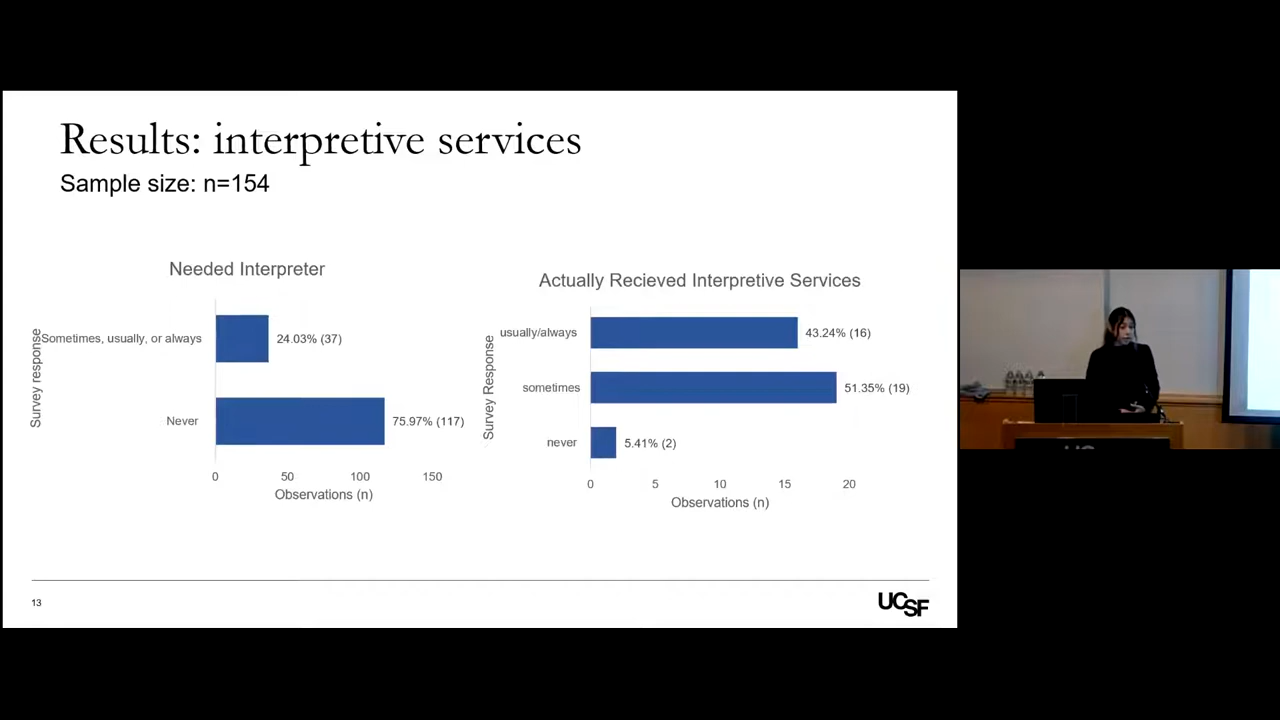 Results: interpretive services
Sample size: n=154
Needed Interpreter
Survey response
Sometimes, usually, or always
24.03% (37)
Never
75.97% (117)
0 50 100 150
Observations (n)
Actually Recieved Interpretive Services
Survey Response
usually/always
43.24% (16)
sometimes
51.35% (19)
never
5.41% (2)
0 5 10 15 20
Observations (n)
13
UCSF